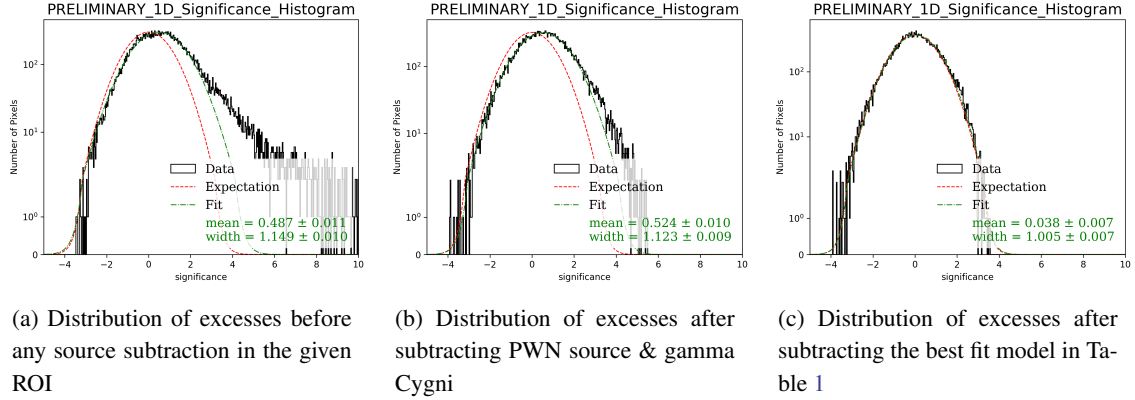 PRELIMINARY_1D_Significance_Histogram
Number of Pixels
10²
10¹
10⁰
0
Data
Expectation
Fit
mean = 0.487 ± 0.011
width = 1.149 ± 0.010
−4 −2 0 2 4 6 8 10
significance
(a) Distribution of excesses before
any source subtraction in the given
ROI
PRELIMINARY_1D_Significance_Histogram
Number of Pixels
10²
10¹
10⁰
0
Data
Expectation
Fit
mean = 0.524 ± 0.010
width = 1.123 ± 0.009
−4 −2 0 2 4 6 8 10
significance
(b) Distribution of excesses after
subtracting PWN source & gamma
Cygni
PRELIMINARY_1D_Significance_Histogram
Number of Pixels
10²
10¹
10⁰
0
Data
Expectation
Fit
mean = 0.038 ± 0.007
width = 1.005 ± 0.007
−4 −2 0 2 4 6 8 10
significance
(c) Distribution of excesses after
subtracting the best fit model in Ta-
ble 1